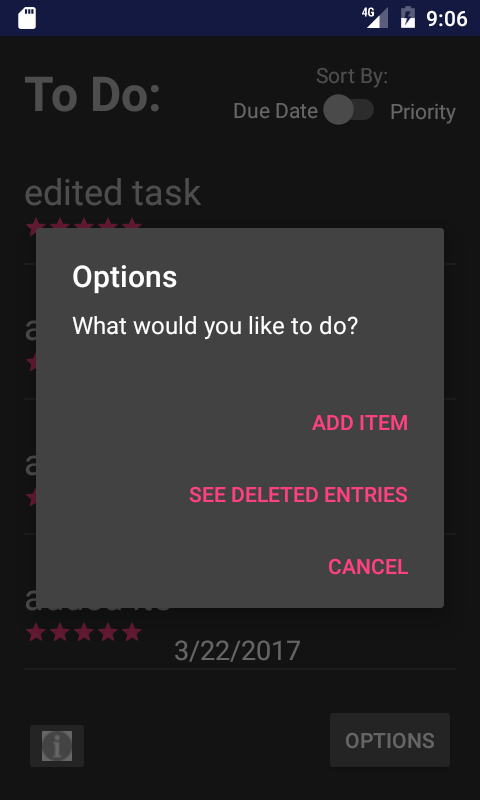 4G 9:06
To Do:
Sort By:
Due Date Priority
edited task
Options
What would you like to do?
ADD ITEM
SEE DELETED ENTRIES
CANCEL
3/22/2017
OPTIONS